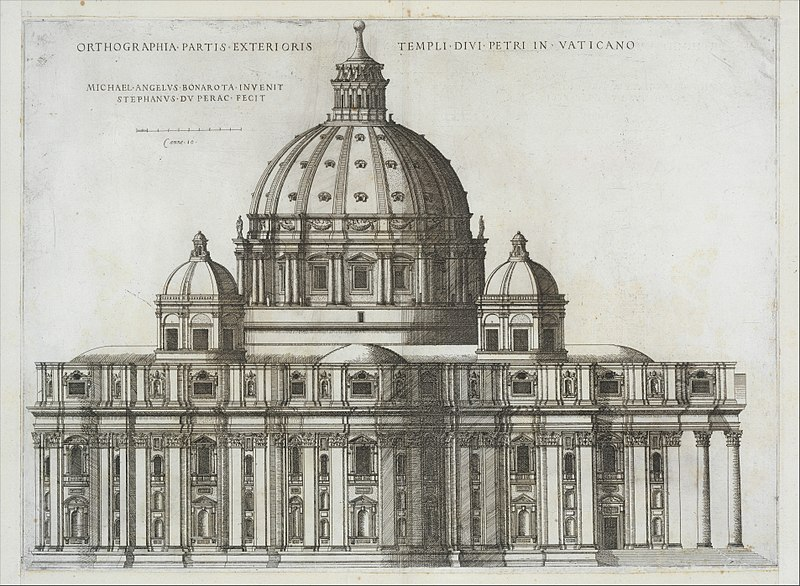 ORTHOGRAPHIA·PARTIS·EXTERIORIS TEMPLI·DIVI·PETRI IN·VATICANO
MICHAEL·ANGELVS·BONAROTA·INVENIT
STEPHANVS·DV PERAC·FECIT
Canne·10·